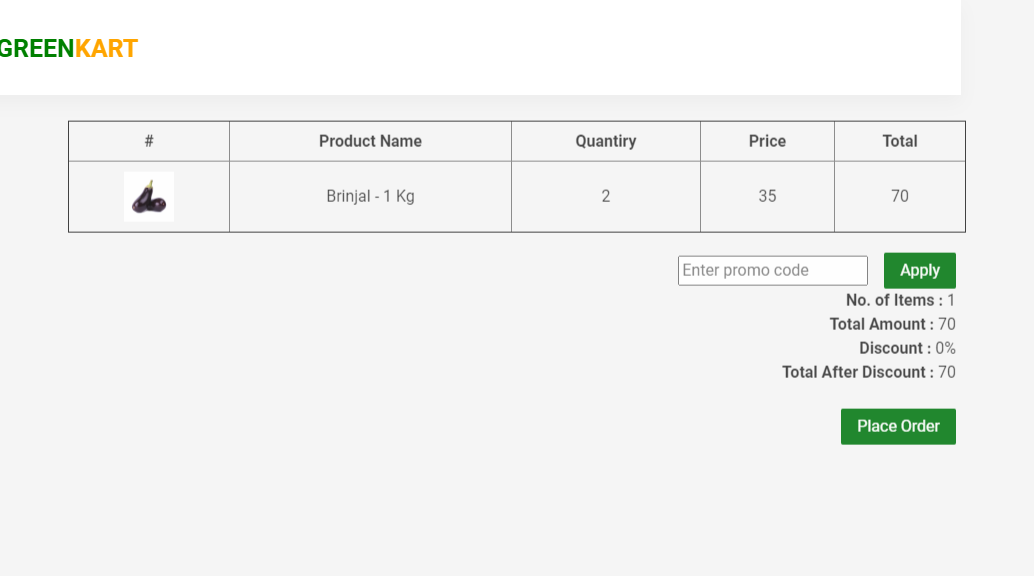 GREENKART
# Product Name Quantiry Price Total
Brinjal - 1 Kg 2 35 70
Enter promo code Apply
No. of Items : 1
Total Amount : 70
Discount : 0%
Total After Discount : 70
Place Order